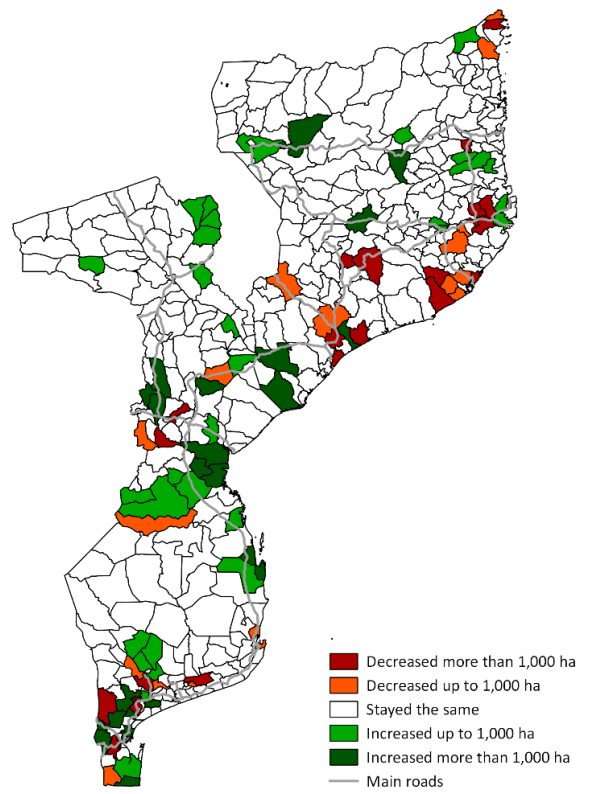 Decreased more than 1,000 ha
Decreased up to 1,000 ha
Stayed the same
Increased up to 1,000 ha
Increased more than 1,000 ha
Main roads